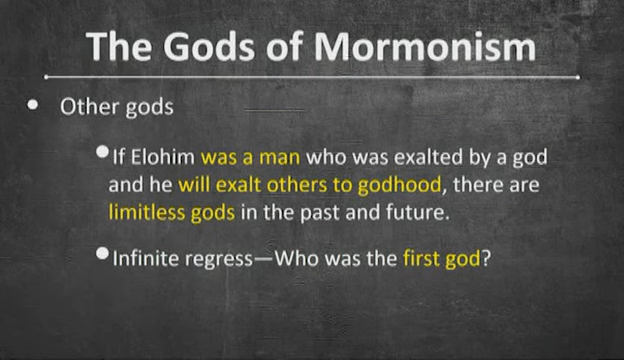 The Gods of Mormonism
• Other gods
• If Elohim was a man who was exalted by a god
and he will exalt others to godhood, there are
limitless gods in the past and future.
• Infinite regress—Who was the first god?